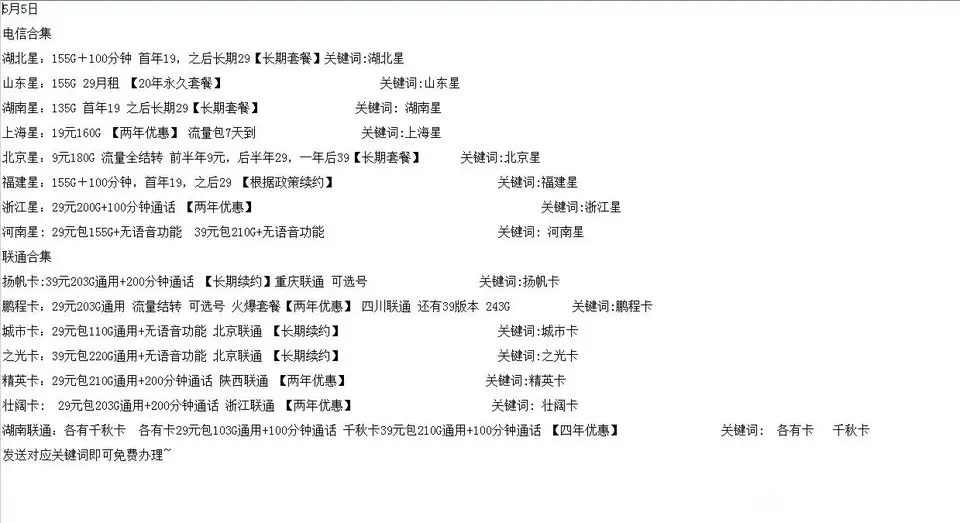 5月5日
电信合集
湖北星：155G＋100分钟 首年19，之后长期29【长期套餐】关键词:湖北星
山东星：155G 29月租 【20年永久套餐】 关键词:山东星
湖南星：135G 首年19 之后长期29【长期套餐】 关键词: 湖南星
上海星：19元160G 【两年优惠】 流量包7天到 关键词:上海星
北京星：9元180G 流量全结转 前半年9元，后半年29，一年后39【长期套餐】 关键词:北京星
福建星：155G＋100分钟，首年19，之后29 【根据政策续约】 关键词:福建星
浙江星：29元200G+100分钟通话 【两年优惠】 关键词:浙江星
河南星: 29元包155G+无语音功能 39元包210G+无语音功能 关键词: 河南星
联通合集
扬帆卡:39元203G通用+200分钟通话 【长期续约】重庆联通 可选号 关键词:扬帆卡
鹏程卡：29元203G通用 流量结转 可选号 火爆套餐【两年优惠】 四川联通 还有39版本 243G 关键词:鹏程卡
城市卡：29元包110G通用+无语音功能 北京联通 【长期续约】 关键词:城市卡
之光卡：39元包220G通用+无语音功能 北京联通 【长期续约】 关键词:之光卡
精英卡：29元包210G通用+200分钟通话 陕西联通 【两年优惠】 关键词:精英卡
壮阔卡： 29元包203G通用+200分钟通话 浙江联通 【两年优惠】 关键词: 壮阔卡
湖南联通：各有千秋卡 各有卡29元包103G通用+100分钟通话 千秋卡39元包210G通用+100分钟通话 【四年优惠】 关键词: 各有卡 千秋卡
发送对应关键词即可免费办理~